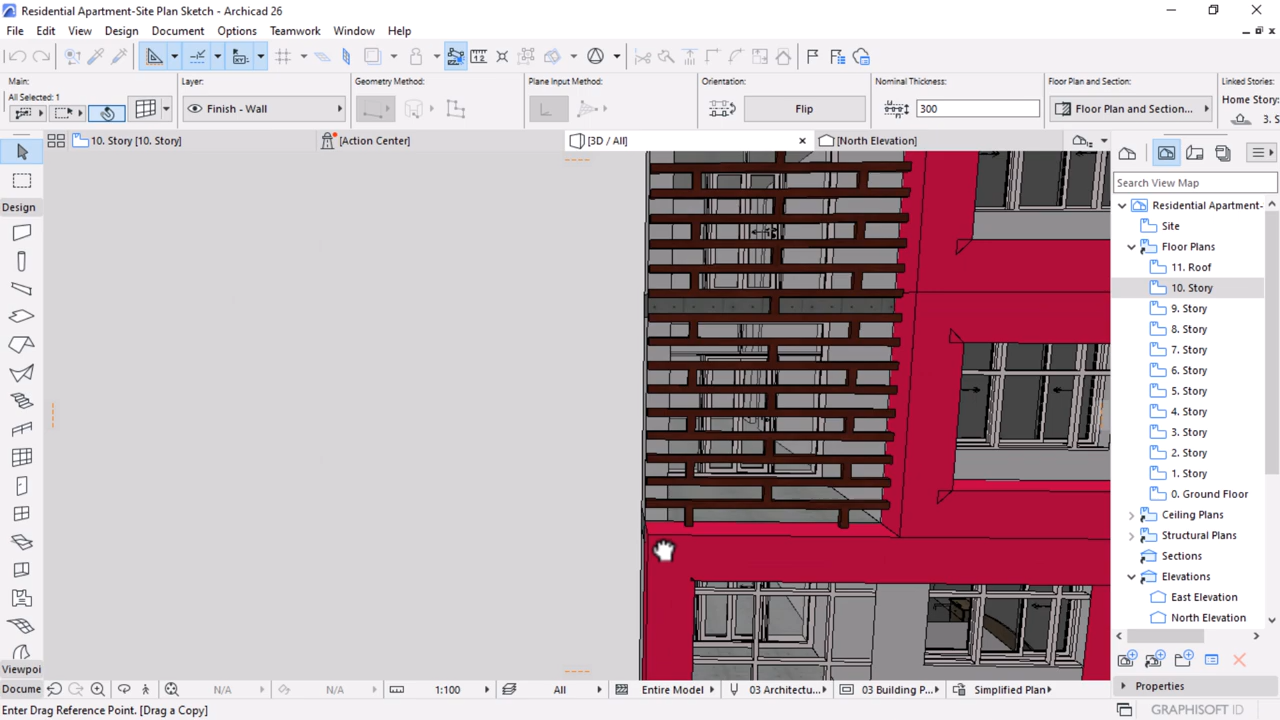 Residential Apartment-Site Plan Sketch - Archicad 26
File Edit View Design Document Options Teamwork Window Help
Main: Layer: Geometry Method: Plane Input Method: Orientation: Nominal Thickness: Floor Plan and Section: Linked Stories:
All Selected: 1
Finish - Wall
Flip
300
Floor Plan and Section...
Home Story:
3. S
10. Story [10. Story]
[Action Center]
[3D / All]
[North Elevation]
Search View Map
Design
Residential Apartment-
Site
Floor Plans
11. Roof
10. Story
9. Story
8. Story
7. Story
6. Story
5. Story
4. Story
3. Story
2. Story
1. Story
0. Ground Floor
Ceiling Plans
Structural Plans
Sections
Elevations
East Elevation
North Elevation
Viewpoi
Docume
N/A
N/A
1:100
All
Entire Model
03 Architectu...
03 Building P...
Simplified Plan
Properties
Enter Drag Reference Point. [Drag a Copy]
GRAPHISOFT ID